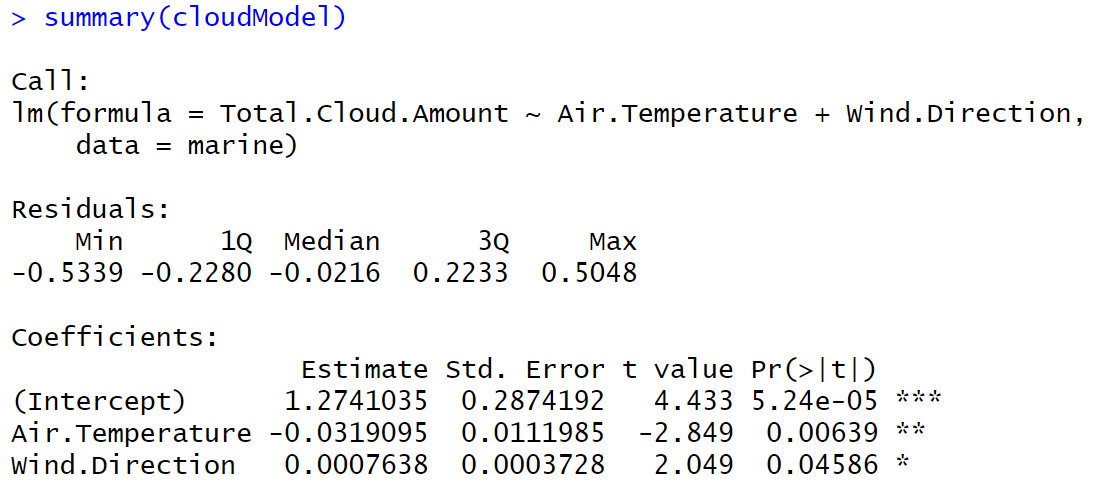 > summary(cloudModel)
Call:
lm(formula = Total.Cloud.Amount ~ Air.Temperature + Wind.Direction,
    data = marine)
Residuals:
    Min      1Q  Median      3Q     Max
-0.5339 -0.2280 -0.0216  0.2233  0.5048
Coefficients:
                  Estimate Std. Error t value Pr(>|t|)
(Intercept)      1.2741035  0.2874192   4.433 5.24e-05 ***
Air.Temperature -0.0319095  0.0111985  -2.849  0.00639 **
Wind.Direction   0.0007638  0.0003728   2.049  0.04586 *